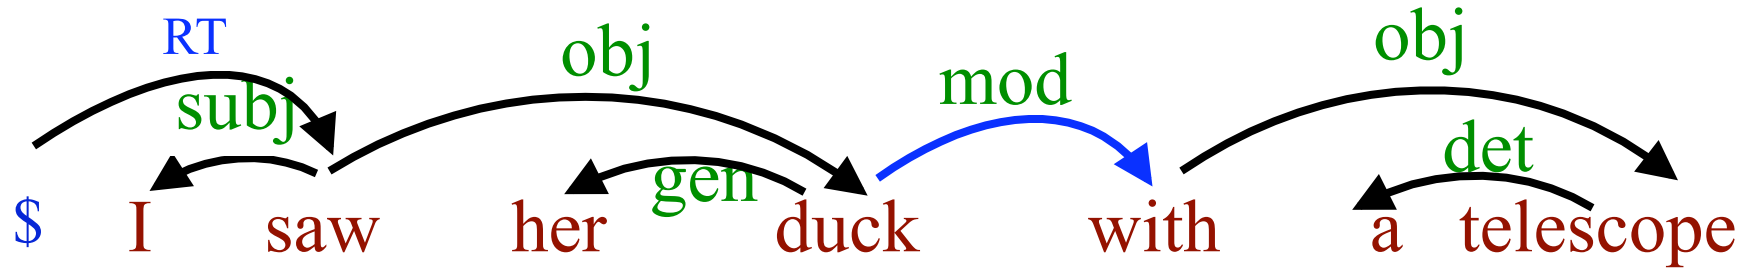 RT
subj
obj
gen
mod
obj
det
$ I saw her duck with a telescope